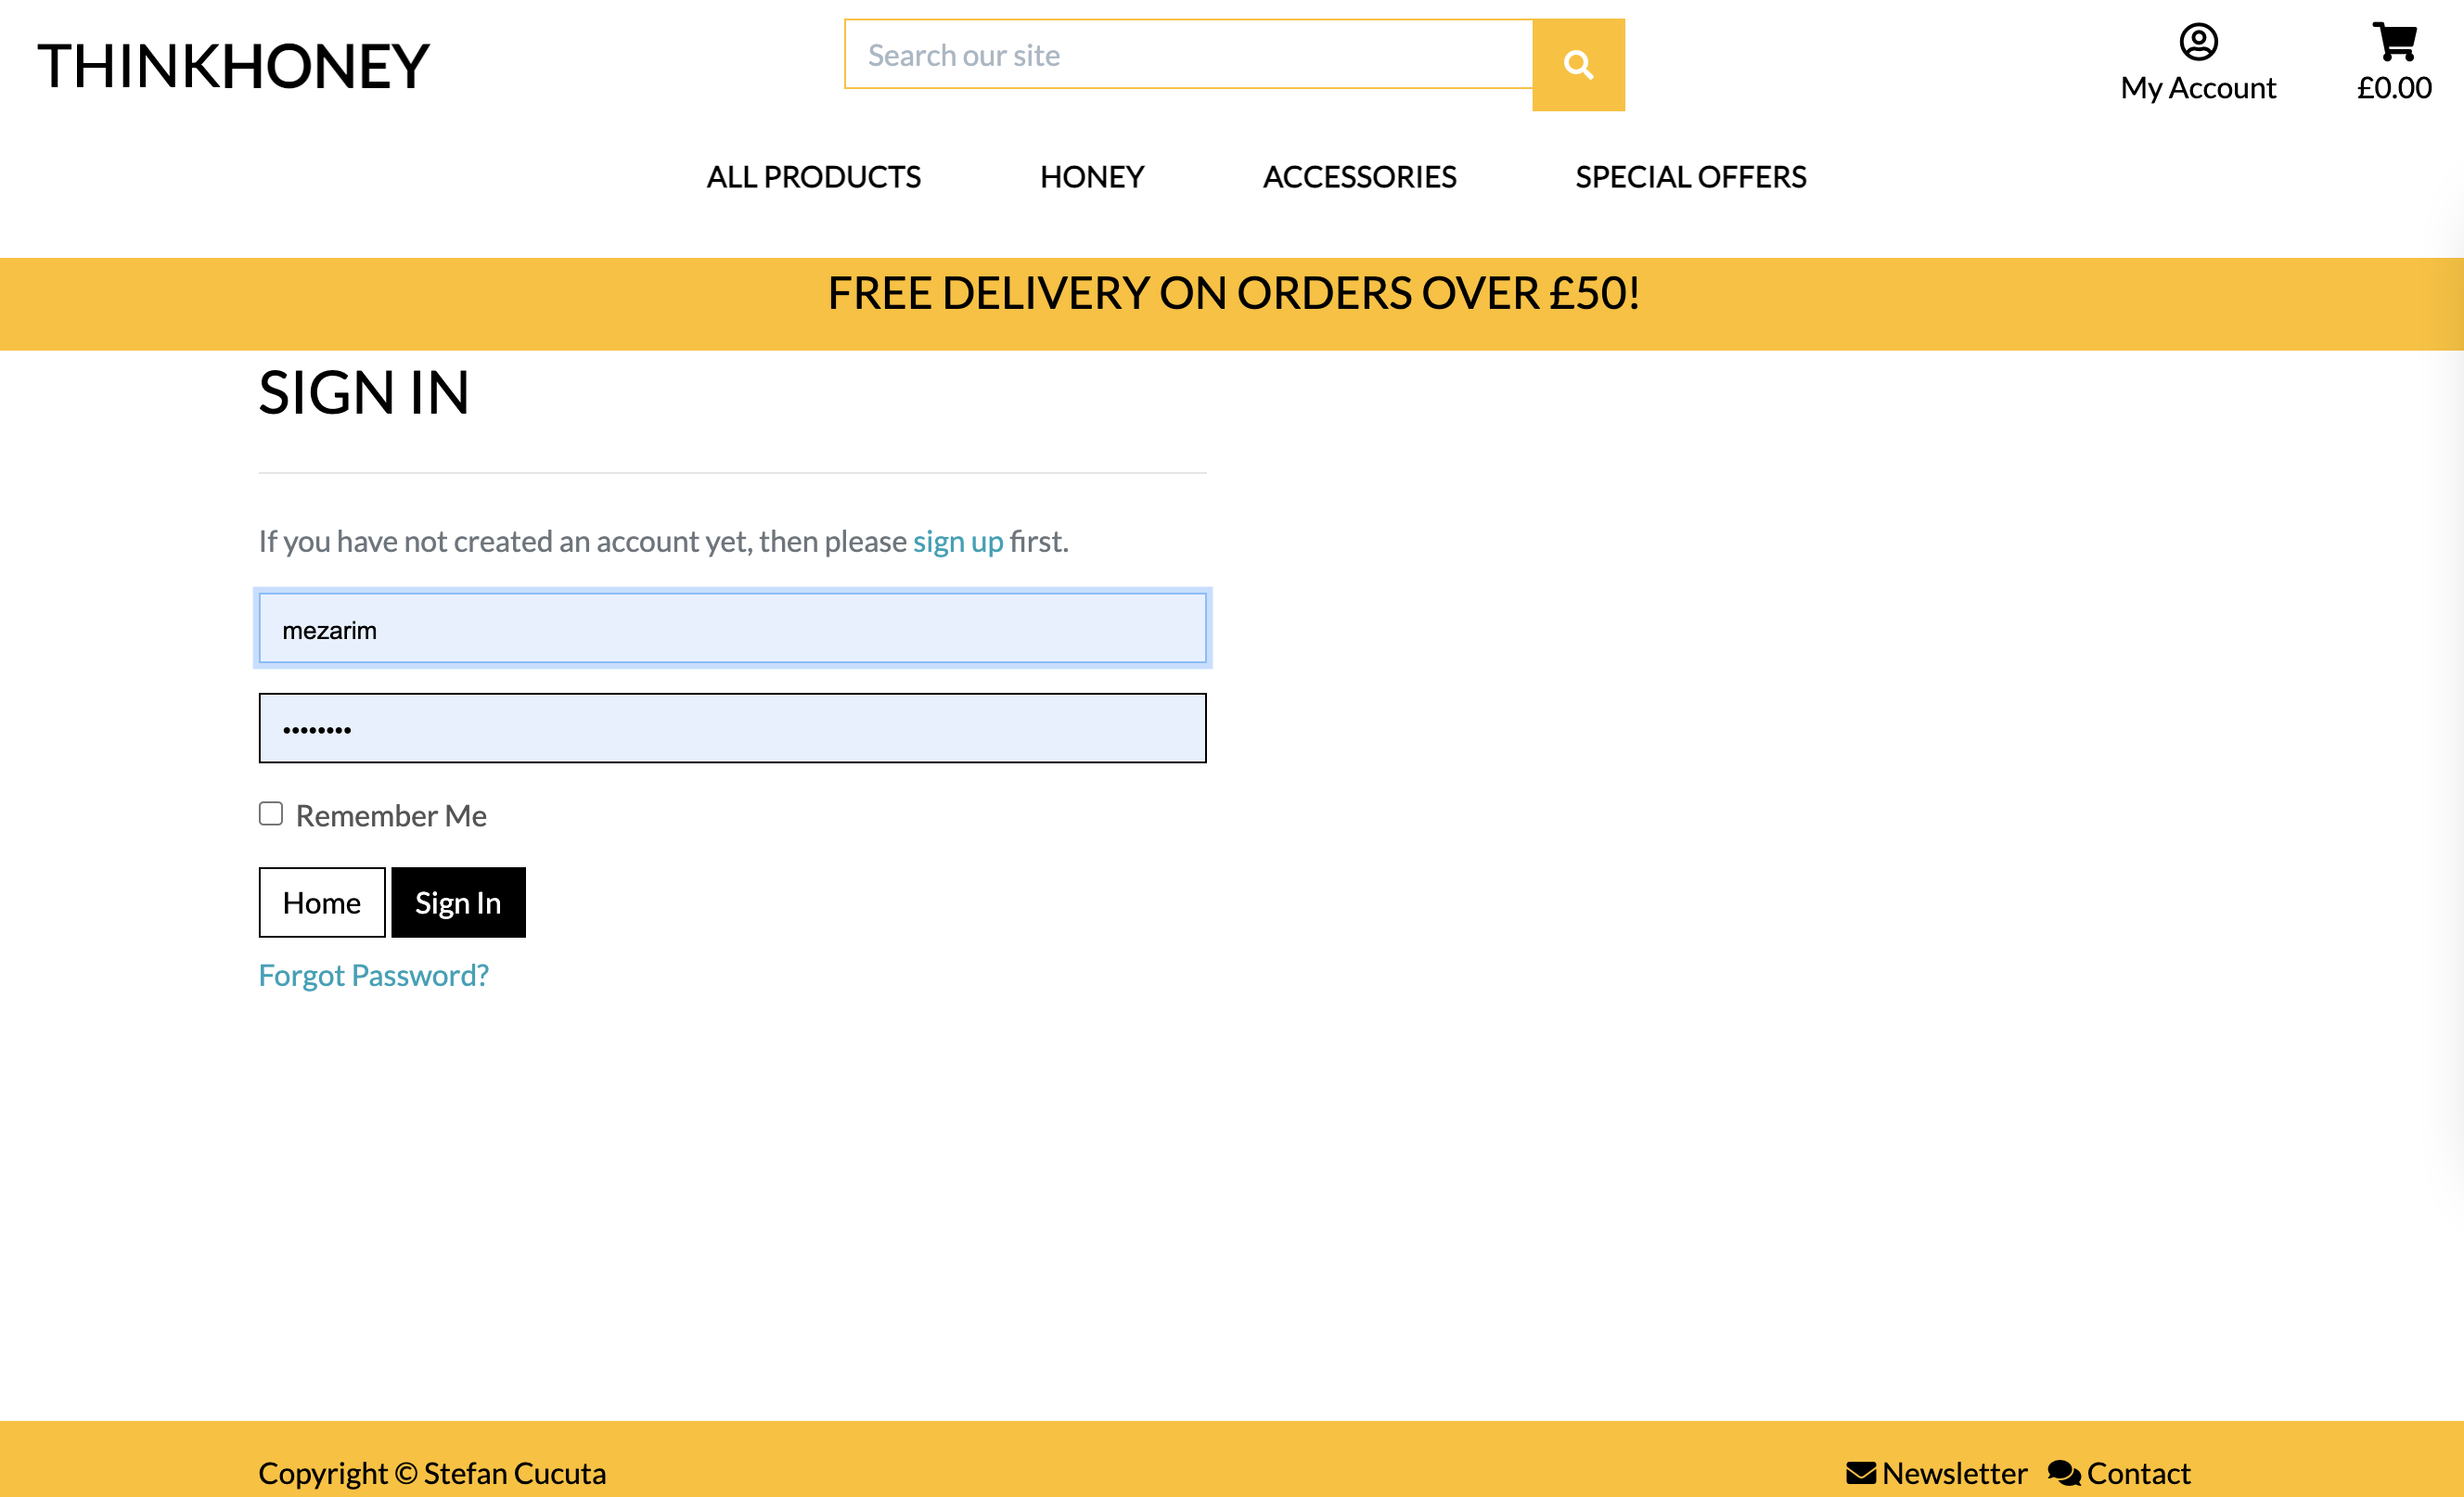 THINKHONEY
Search our site
My Account
£0.00
ALL PRODUCTS
HONEY
ACCESSORIES
SPECIAL OFFERS
FREE DELIVERY ON ORDERS OVER £50!
SIGN IN
If you have not created an account yet, then please sign up first.
mezarim
••••••••
Remember Me
Home
Sign In
Forgot Password?
Copyright © Stefan Cucuta
Newsletter
Contact